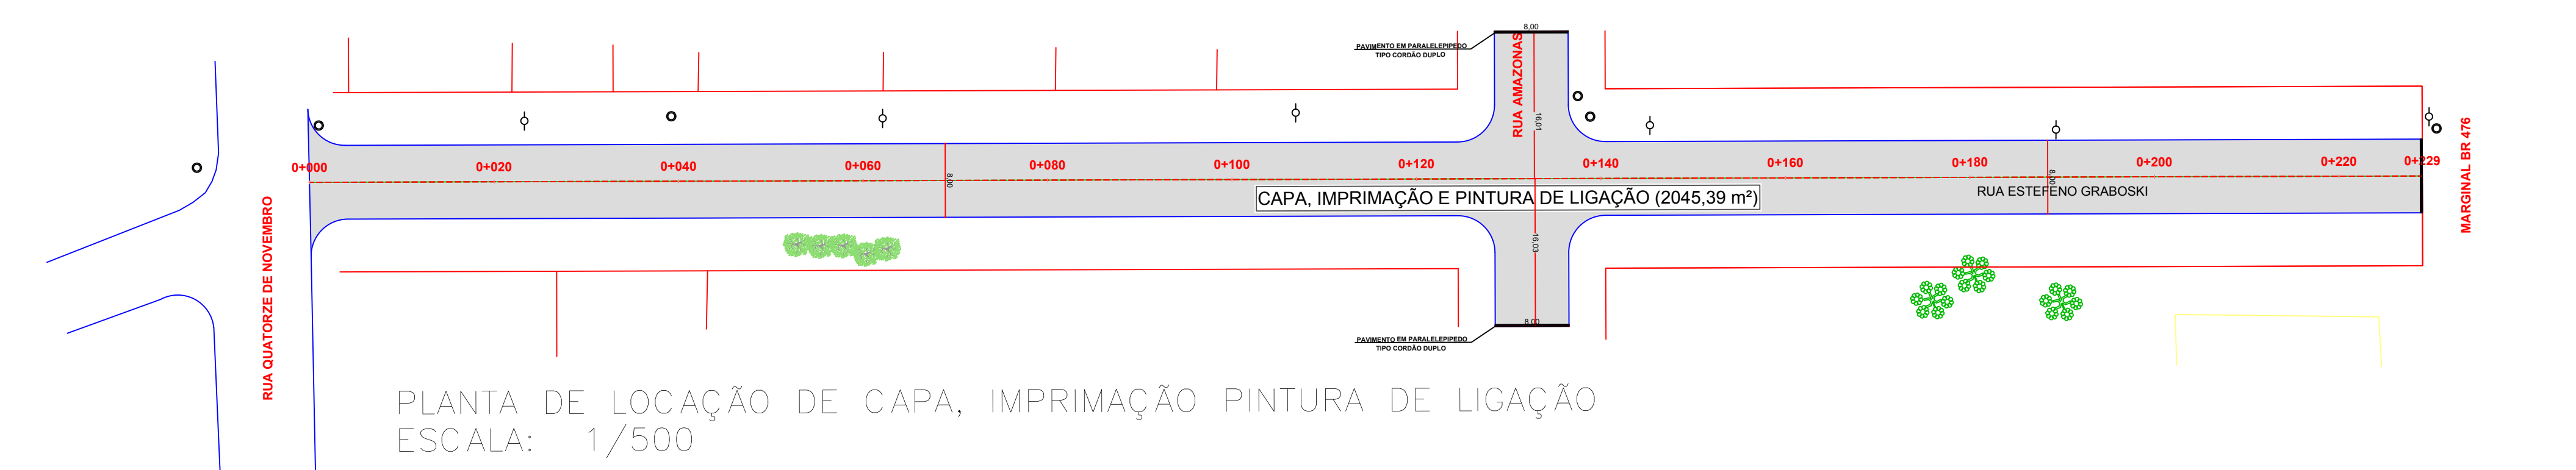 8,00
PAVIMENTO EM PARALELEPIPEDO
TIPO CORDÃO DUPLO
RUA AMAZONAS
16,01
MARGINAL BR 476
0+000
0+020
0+040
0+060
0+080
0+100
0+120
0+140
0+160
0+180
0+200
0+220
0+229
8,00
8,00
CAPA, IMPRIMAÇÃO E PINTURA DE LIGAÇÃO (2045,39 m²)
RUA ESTEFENO GRABOSKI
RUA QUATORZE DE NOVEMBRO
16,03
8,00
PAVIMENTO EM PARALELEPIPEDO
TIPO CORDÃO DUPLO
PLANTA DE LOCAÇÃO DE CAPA, IMPRIMAÇÃO PINTURA DE LIGAÇÃO
ESCALA: 1/500